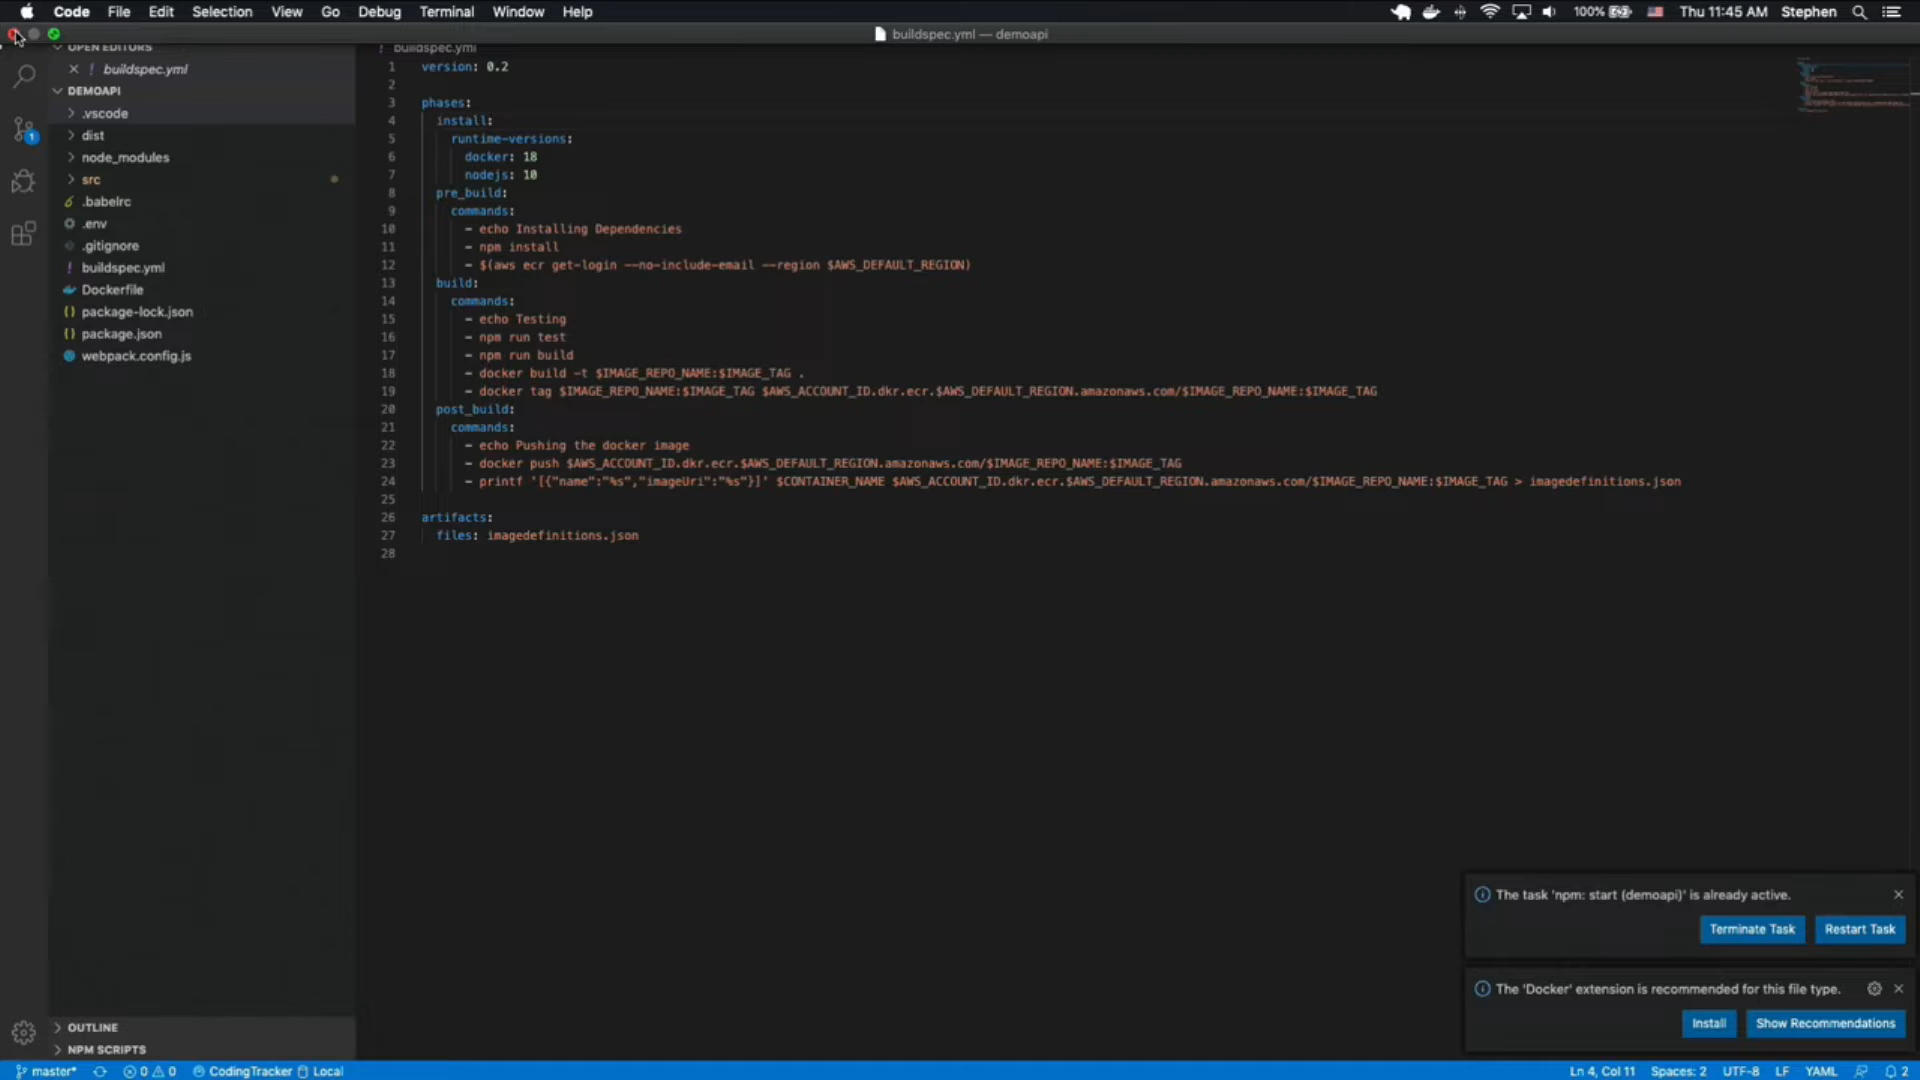 Code File Edit Selection View Go Debug Terminal Window Help
100% Thu 11:45 AM Stephen
buildspec.yml — demoapi
OPEN EDITORS
! buildspec.yml
DEMOAPI
.vscode
dist
node_modules
src
.babelrc
.env
.gitignore
! buildspec.yml
Dockerfile
{} package-lock.json
{} package.json
webpack.config.js
OUTLINE
NPM SCRIPTS
! buildspec.yml
1 version: 0.2
2
3 phases:
4 install:
5 runtime-versions:
6 docker: 18
7 nodejs: 10
8 pre_build:
9 commands:
10 - echo Installing Dependencies
11 - npm install
12 - $(aws ecr get-login --no-include-email --region $AWS_DEFAULT_REGION)
13 build:
14 commands:
15 - echo Testing
16 - npm run test
17 - npm run build
18 - docker build -t $IMAGE_REPO_NAME:$IMAGE_TAG .
19 - docker tag $IMAGE_REPO_NAME:$IMAGE_TAG $AWS_ACCOUNT_ID.dkr.ecr.$AWS_DEFAULT_REGION.amazonaws.com/$IMAGE_REPO_NAME:$IMAGE_TAG
20 post_build:
21 commands:
22 - echo Pushing the docker image
23 - docker push $AWS_ACCOUNT_ID.dkr.ecr.$AWS_DEFAULT_REGION.amazonaws.com/$IMAGE_REPO_NAME:$IMAGE_TAG
24 - printf '[{"name":"%s","imageUri":"%s"}]' $CONTAINER_NAME $AWS_ACCOUNT_ID.dkr.ecr.$AWS_DEFAULT_REGION.amazonaws.com/$IMAGE_REPO_NAME:$IMAGE_TAG > imagedefinitions.json
25
26 artifacts:
27 files: imagedefinitions.json
28
The task 'npm: start (demoapi)' is already active.
Terminate Task Restart Task
The 'Docker' extension is recommended for this file type.
Install Show Recommendations
1
master* 0 0 CodingTracker Local Ln 4, Col 11 Spaces: 2 UTF-8 LF YAML 2